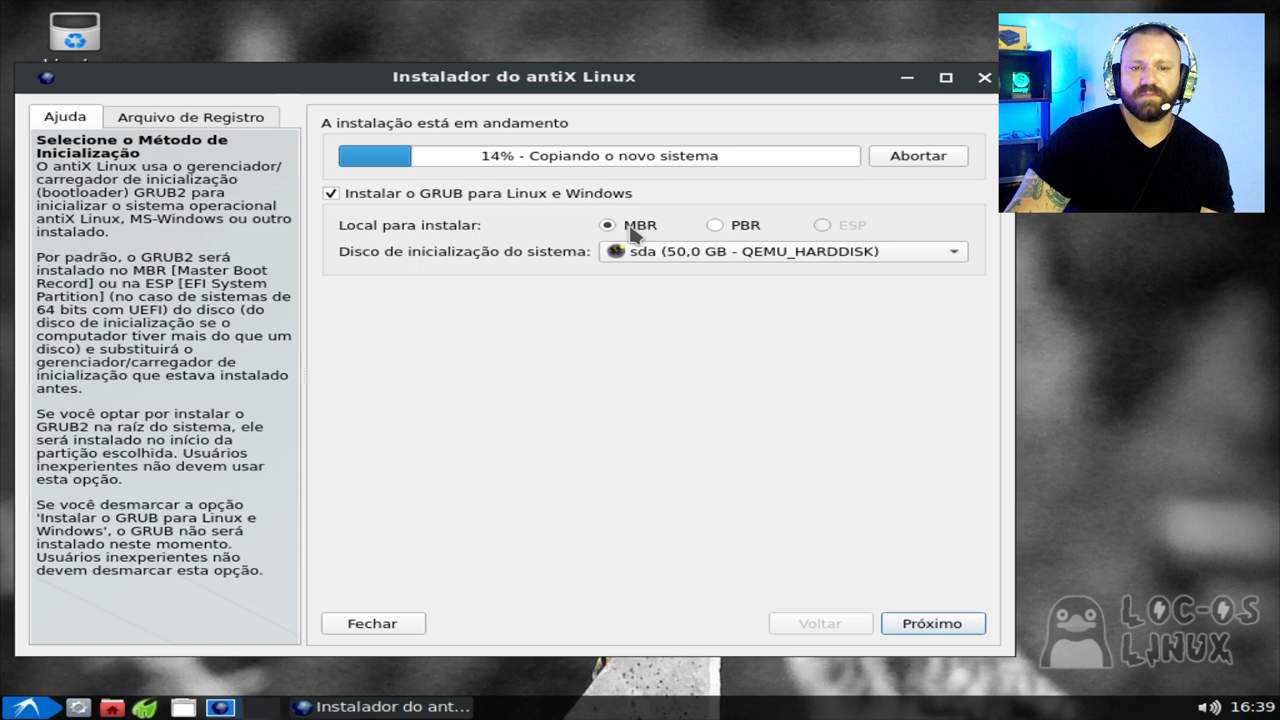 Instalador do antiX Linux
Ajuda
Arquivo de Registro
Selecione o Método de
Inicialização
O antiX Linux usa o gerenciador/
carregador de inicialização
(bootloader) GRUB2 para
inicializar o sistema operacional
antiX Linux, MS-Windows ou outro
instalado.
Por padrão, o GRUB2 será
instalado no MBR [Master Boot
Record] ou na ESP [EFI System
Partition] (no caso de sistemas de
64 bits com UEFI) do disco (do
disco de inicialização se o
computador tiver mais do que um
disco) e substituirá o
gerenciador/carregador de
inicialização que estava instalado
antes.
Se você optar por instalar o
GRUB2 na raíz do sistema, ele
será instalado no início da
partição escolhida. Usuários
inexperientes não devem usar
esta opção.
Se você desmarcar a opção
'Instalar o GRUB para Linux e
Windows', o GRUB não será
instalado neste momento.
Usuários inexperientes não
devem desmarcar esta opção.
A instalação está em andamento
14% - Copiando o novo sistema
Abortar
Instalar o GRUB para Linux e Windows
Local para instalar:
MBR
PBR
ESP
Disco de inicialização do sistema:
sda (50,0 GB - QEMU_HARDDISK)
Fechar
Voltar
Próximo
LOC-OS
LINUX
Instalador do ant...
16:39